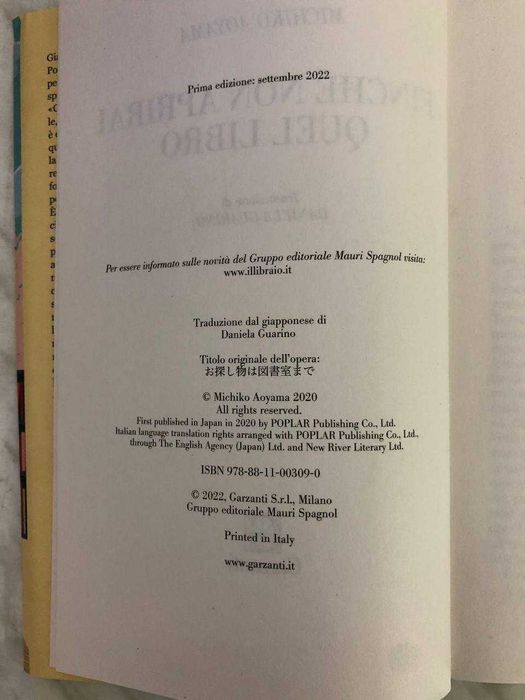 Prima edizione: settembre 2022
Per essere informato sulle novità del Gruppo editoriale Mauri Spagnol visita:
www.illibraio.it
Traduzione dal giapponese di
Daniela Guarino
Titolo originale dell'opera:
お探し物は図書室まで
© Michiko Aoyama 2020
All rights reserved.
First published in Japan in 2020 by POPLAR Publishing Co., Ltd.
Italian language translation rights arranged with POPLAR Publishing Co., Ltd.,
through The English Agency (Japan) Ltd. and New River Literary Ltd.
ISBN 978-88-11-00309-0
© 2022, Garzanti S.r.l., Milano
Gruppo editoriale Mauri Spagnol
Printed in Italy
www.garzanti.it